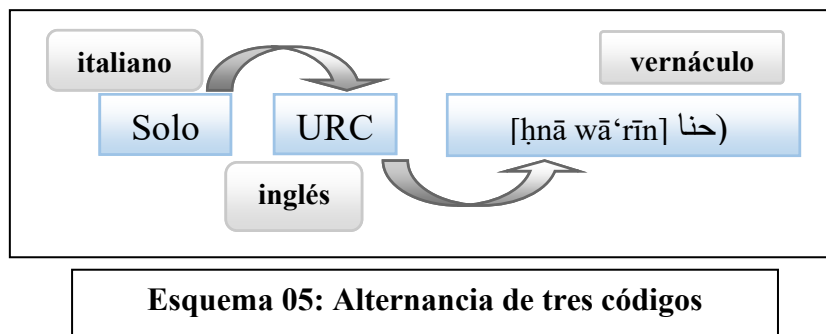 italiano
vernáculo
Solo
URC
[ḥnā wā‘rīn] حنا)
inglés
Esquema 05: Alternancia de tres códigos